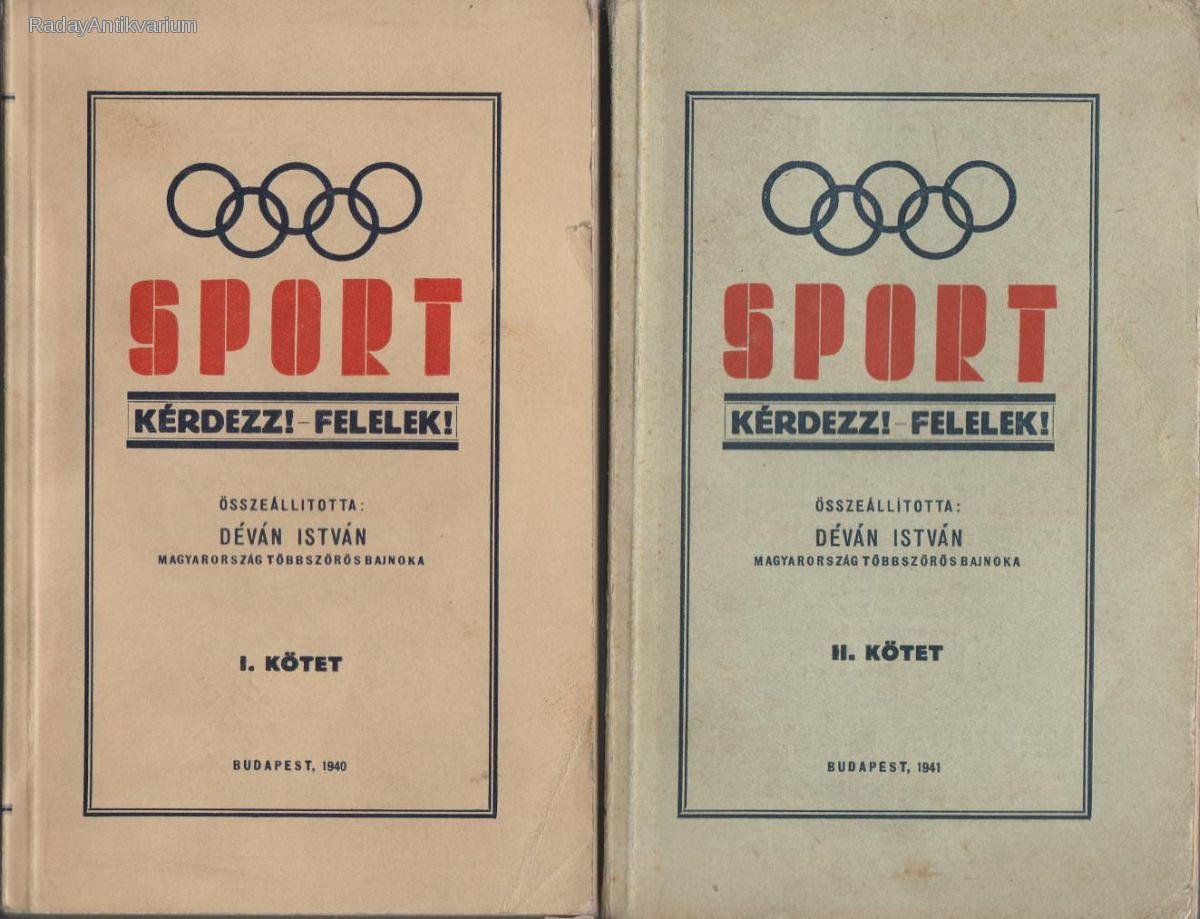 RadayAntikvarium
SPORT
KÉRDEZZ! - FELELEK!
ÖSSZEÁLLITOTTA:
DÉVÁN ISTVÁN
MAGYARORSZÁG TÖBBSZÖRÖS BAJNOKA
I. KÖTET
BUDAPEST, 1940
SPORT
KÉRDEZZ! - FELELEK!
ÖSSZEÁLLÍTOTTA:
DÉVÁN ISTVÁN
MAGYARORSZÁG TÖBBSZÖRÖS BAJNOKA
II. KÖTET
BUDAPEST, 1941